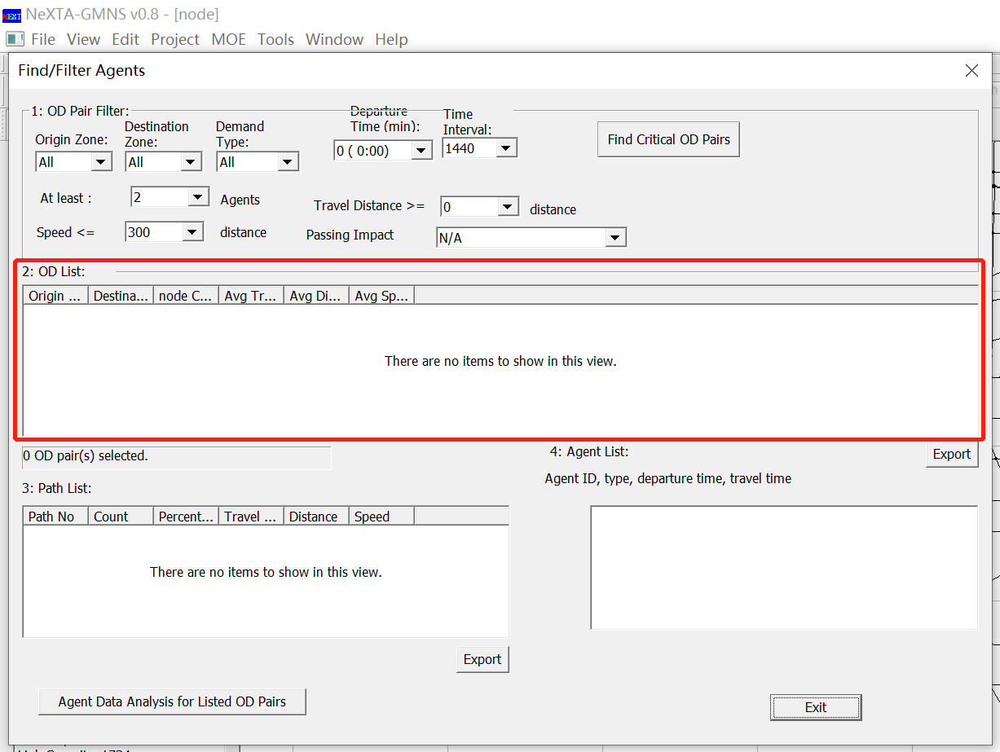 NeXTA-GMNS v0.8 - [node]
File View Edit Project MOE Tools Window Help
Find/Filter Agents
1: OD Pair Filter:
Origin Zone:
Destination
Zone:
Demand
Type:
Departure
Time (min):
Time
Interval:
Find Critical OD Pairs
All
All
All
0 ( 0:00)
1440
At least :
2
Agents
Travel Distance >=
0
distance
Speed <=
300
distance
Passing Impact
N/A
2: OD List:
Origin ... Destina... node C... Avg Tr... Avg Di... Avg Sp...
There are no items to show in this view.
0 OD pair(s) selected.
4: Agent List:
Export
Agent ID, type, departure time, travel time
3: Path List:
Path No Count Percent... Travel ... Distance Speed
There are no items to show in this view.
Export
Agent Data Analysis for Listed OD Pairs
Exit